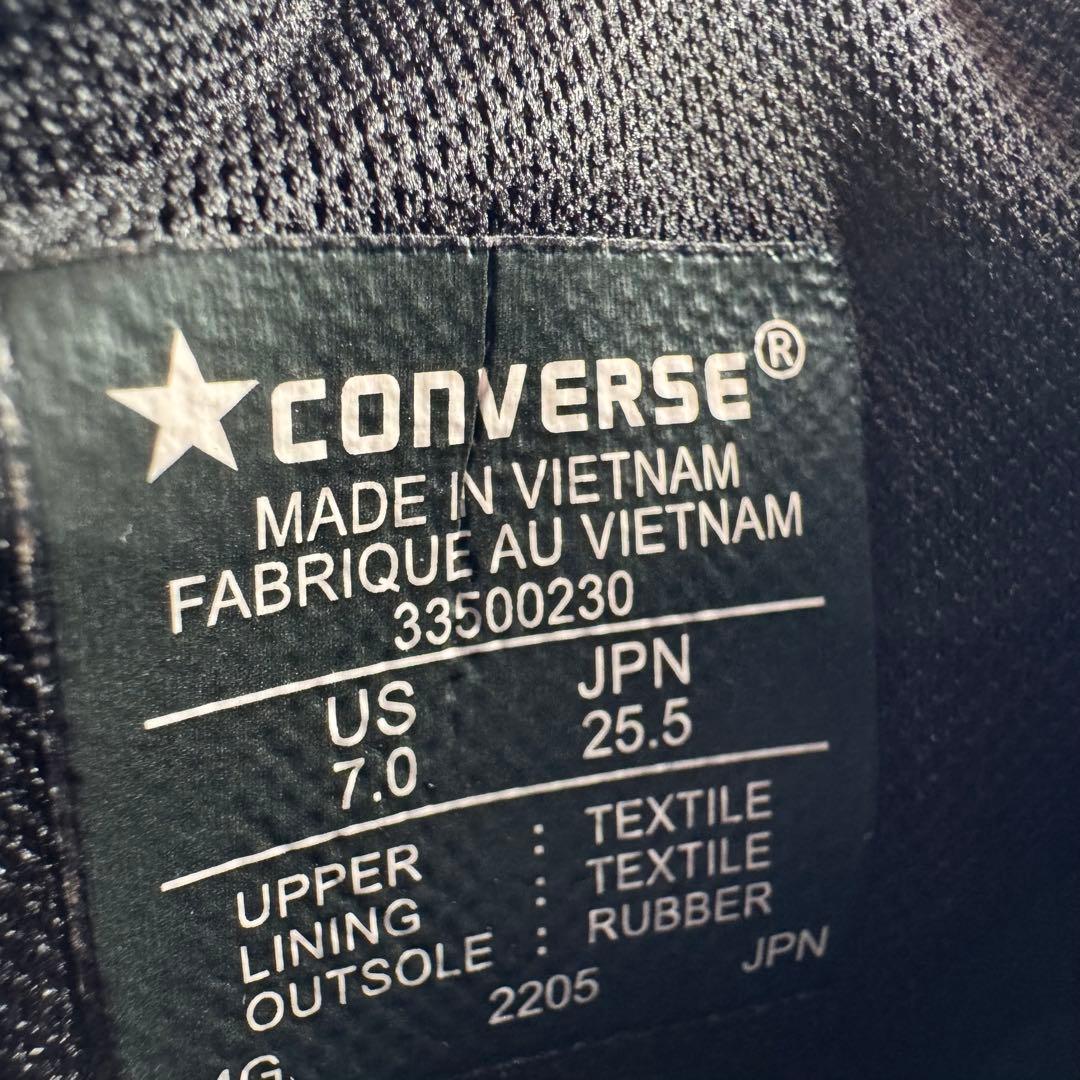 CONVERSE®
MADE IN VIETNAM
FABRIQUE AU VIETNAM
33500230
US JPN
7.0 25.5
UPPER : TEXTILE
LINING : TEXTILE
OUTSOLE : RUBBER
2205 JPN